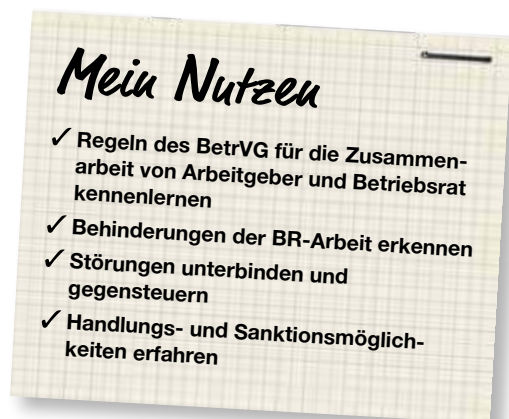 Mein Nutzen
✓ Regeln des BetrVG für die Zusammen-
arbeit von Arbeitgeber und Betriebsrat
kennenlernen
✓ Behinderungen der BR-Arbeit erkennen
✓ Störungen unterbinden und
gegensteuern
✓ Handlungs- und Sanktionsmöglich-
keiten erfahren